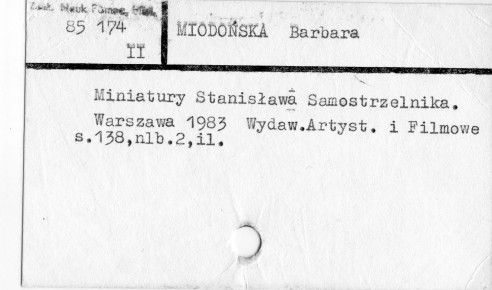 85 174
II
MIODOŃSKA Barbara
Miniatury Stanisława Samostrzelnika.
Warszawa 1983 Wydaw.Artyst. i Filmowe
s.138,nlb.2,il.